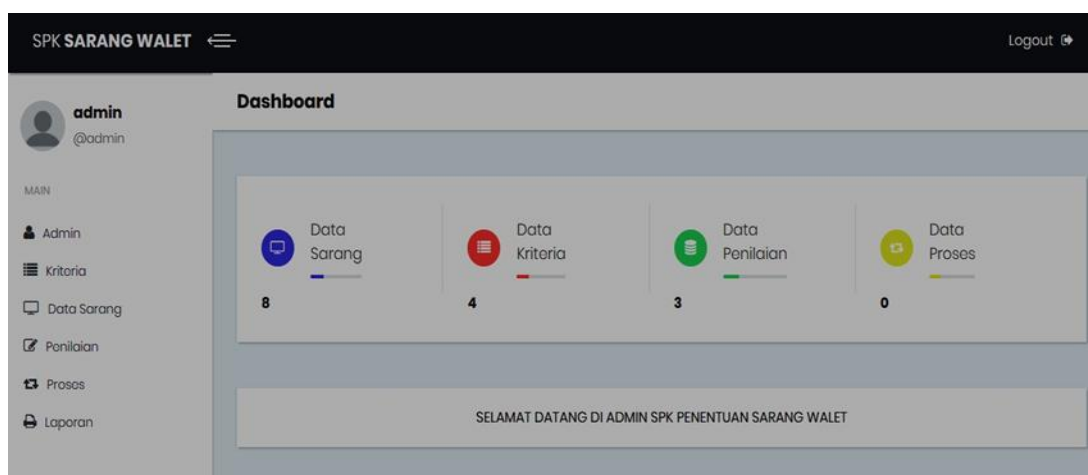 SPK SARANG WALET
Logout
admin
@admin
MAIN
Admin
Kriteria
Data Sarang
Penilaian
Proses
Laporan
Dashboard
Data
Sarang
8
Data
Kriteria
4
Data
Penilaian
3
Data
Proses
0
SELAMAT DATANG DI ADMIN SPK PENENTUAN SARANG WALET